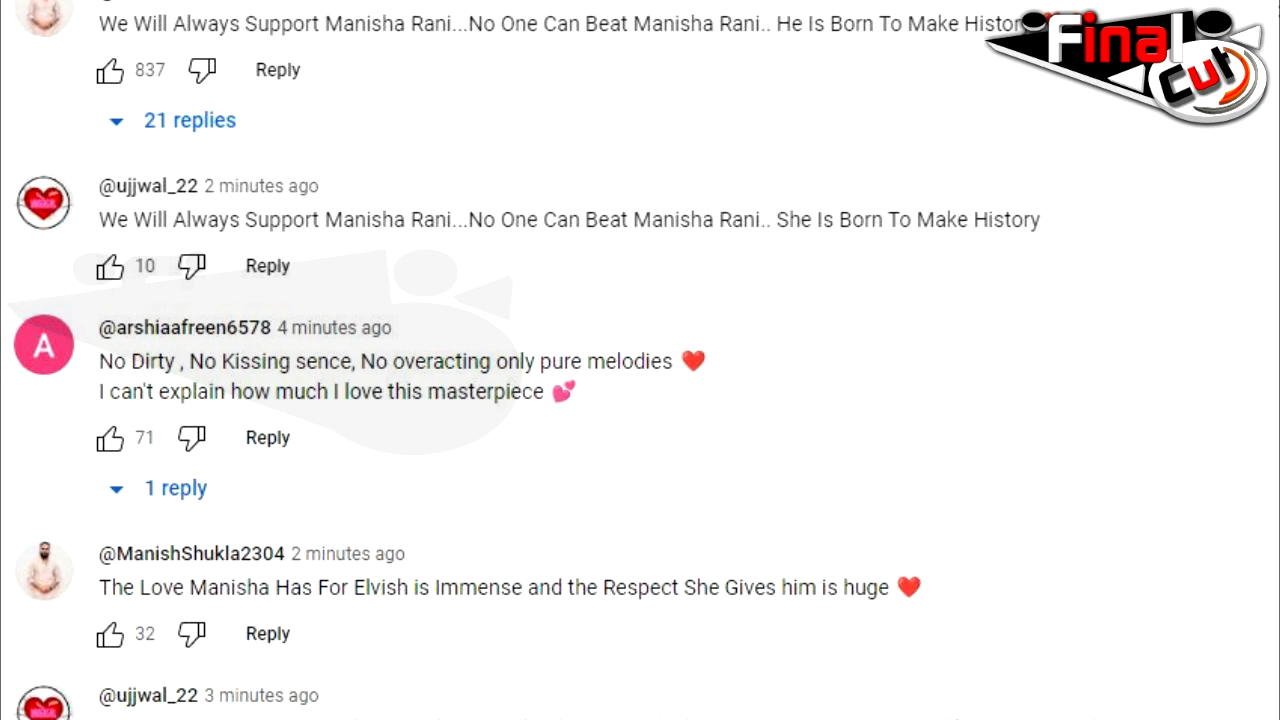 We Will Always Support Manisha Rani...No One Can Beat Manisha Rani.. He Is Born To Make
Final
Cut
837
Reply
21 replies
@ujjwal_22 2 minutes ago
We Will Always Support Manisha Rani...No One Can Beat Manisha Rani.. She Is Born To Make History
10
Reply
A
@arshiaafreen6578 4 minutes ago
No Dirty , No Kissing sence, No overacting only pure melodies ❤️
I can't explain how much I love this masterpiece 💕
71
Reply
1 reply
@ManishShukla2304 2 minutes ago
The Love Manisha Has For Elvish is Immense and the Respect She Gives him is huge ❤️
32
Reply
@ujjwal_22 3 minutes ago